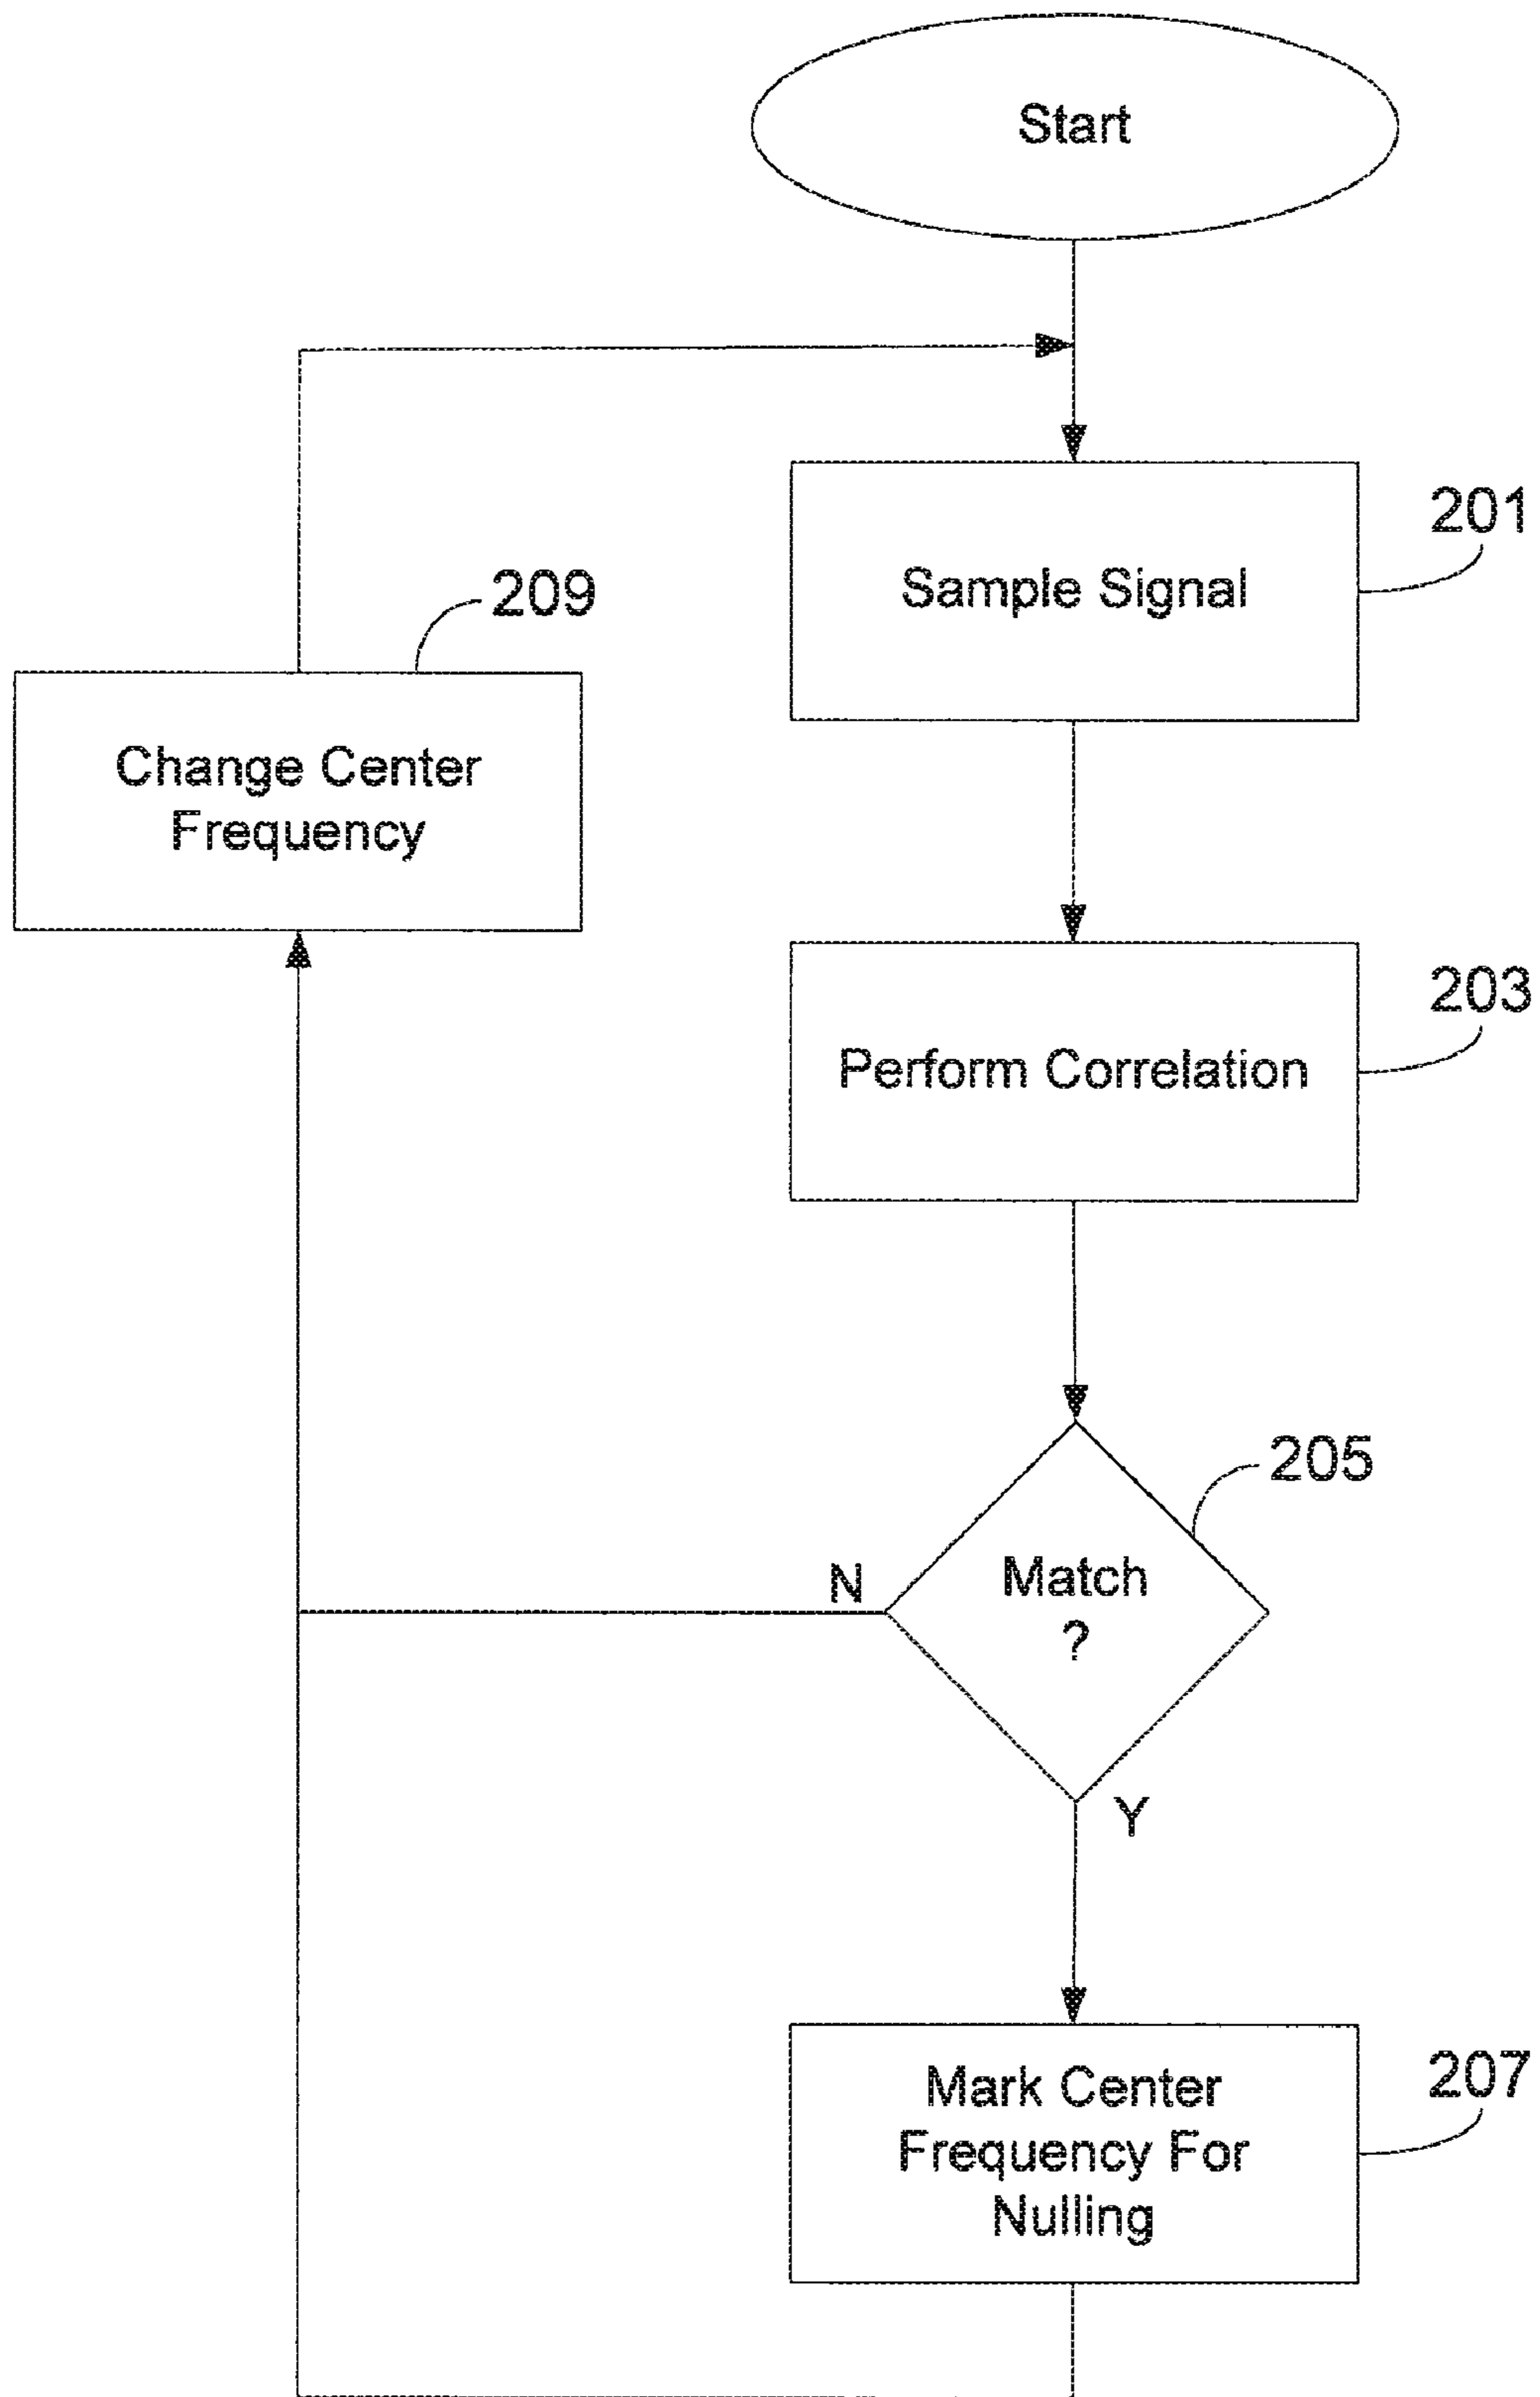 Start
201
Sample Signal
209
Change Center
Frequency
203
Perform Correlation
205
Match
?
N
Y
207
Mark Center
Frequency For
Nulling